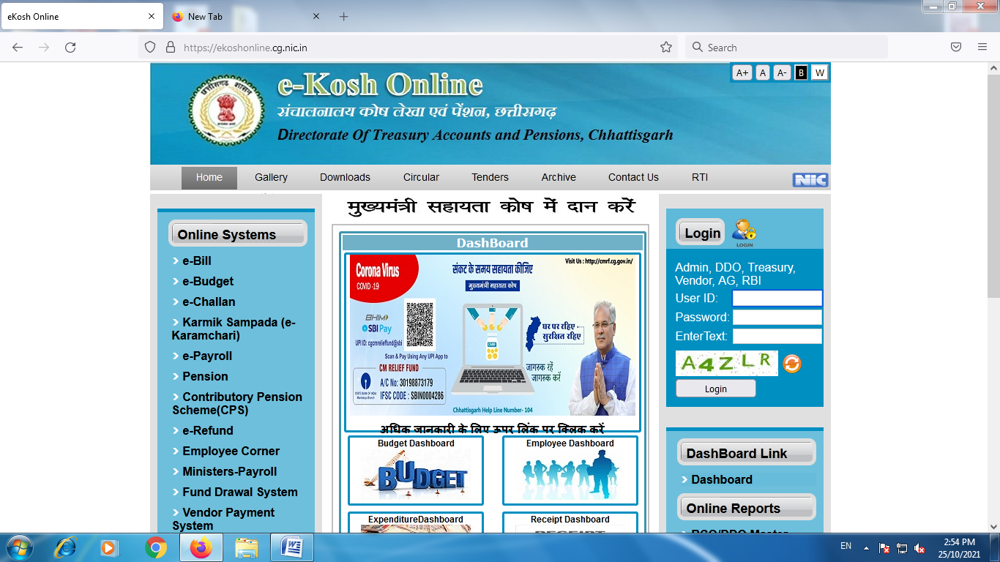 eKosh Online
New Tab
https://ekoshonline.cg.nic.in
Search
A+ A A- B W
e-Kosh Online
संचालनालय कोष लेखा एवं पेंशन, छत्तीसगढ़
Directorate Of Treasury Accounts and Pensions, Chhattisgarh
Home Gallery Downloads Circular Tenders Archive Contact Us RTI
NIC
मुख्यमंत्री सहायता कोष में दान करें
Online Systems
e-Bill
e-Budget
e-Challan
Karmik Sampada (e-
Karamchari)
e-Payroll
Pension
Contributory Pension
Scheme(CPS)
e-Refund
Employee Corner
Ministers-Payroll
Fund Drawal System
Vendor Payment
System
DashBoard
Corona Virus
COVID -19
संकट के समय सहायता कीजिए
मुख्यमंत्री सहायता कोष
Visit Us : http://cmrf.cg.gov.in/
BHIM
SBI Pay
UPI ID: cgcmrelieffund@sbi
Scan & Pay Using Any UPI App to
CM RELIEF FUND
A/C No: 30198873179
IFSC CODE : SBIN0004286
STATE BANK OF INDIA
घर पर रहिए
सुरक्षित रहिए
जागरुक रहें
जागरुक करें
Chhattisgarh Help Line Number- 104
अधिक जानकारी के लिए ऊपर लिंक पर क्लिक करें
Budget Dashboard
BUDGET
Employee Dashboard
ExpenditureDashboard
Receipt Dashboard
RECEIPT
Login
LOGIN
Admin, DDO, Treasury,
Vendor, AG, RBI
User ID:
Password:
EnterText:
A4ZLR
Login
DashBoard Link
Dashboard
Online Reports
EN
2:54 PM
25/10/2021